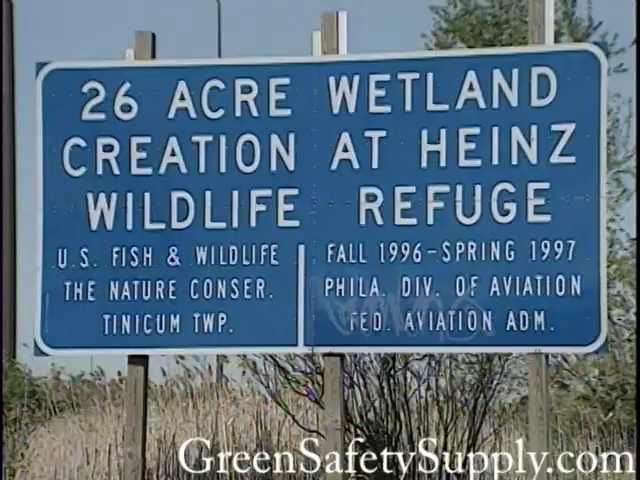 26 ACRE WETLAND
CREATION AT HEINZ
WILDLIFE REFUGE
U.S. FISH & WILDLIFE
THE NATURE CONSER.
TINICUM TWP.
FALL 1996-SPRING 1997
PHILA. DIV. OF AVIATION
FED. AVIATION ADM.
GreenSafetySupply.com